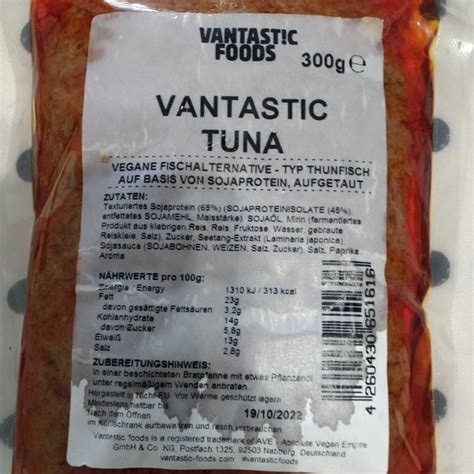 VANTAST!C
FOODS
300g ℮
VANTASTIC
TUNA
VEGANE FISCHALTERNATIVE - TYP THUNFISCH
AUF BASIS VON SOJAPROTEIN, AUFGETAUT
ZUTATEN:
Texturiertes Sojaprotein (65%) (SOJAPROTEINISOLATE (45%),
entfettetes SOJAMEHL, Maisstärke), SOJAÖL, Mirin (fermentiertes
Produkt aus klebrigen Reis, Reis, Fruktose, Wasser, gebraute
Reiskleie, Salz), Zucker, Seetang-Extrakt (Laminaria japonica),
Sojasauce (SOJABOHNEN, WEIZEN, Salz, Zucker), Salz, Paprika,
Aroma
NÄHRWERTE pro 100g:
Energie / Energy 1310 kJ / 313 kcal
Fett 23g
davon gesättigte Fettsäuren 3,2g
Kohlenhydrate 14g
davon Zucker 5,8g
Eiweiß 13g
Salz 2,8g
ZUBEREITUNGSHINWEIS:
In einer beschichteten Bratpfanne mit etwas Pflanzenöl
unter regelmäßigem Wenden anbraten.
Hergestellt in Nicht-EU. Vor Wärme geschützt lagern
Mindestens haltbar bis 19/10/2022
Nach dem Öffnen
im Kühlschrank aufbewahren und rasch verbrauchen.
Vantastic foods is a registered trademark of AVE - Absolute Vegan Empire
GmbH & Co. KG, Postfach 1325, 92503 Nabburg, Deutschland
vantastic-foods.com #vantasticfoods
4 260430 651616